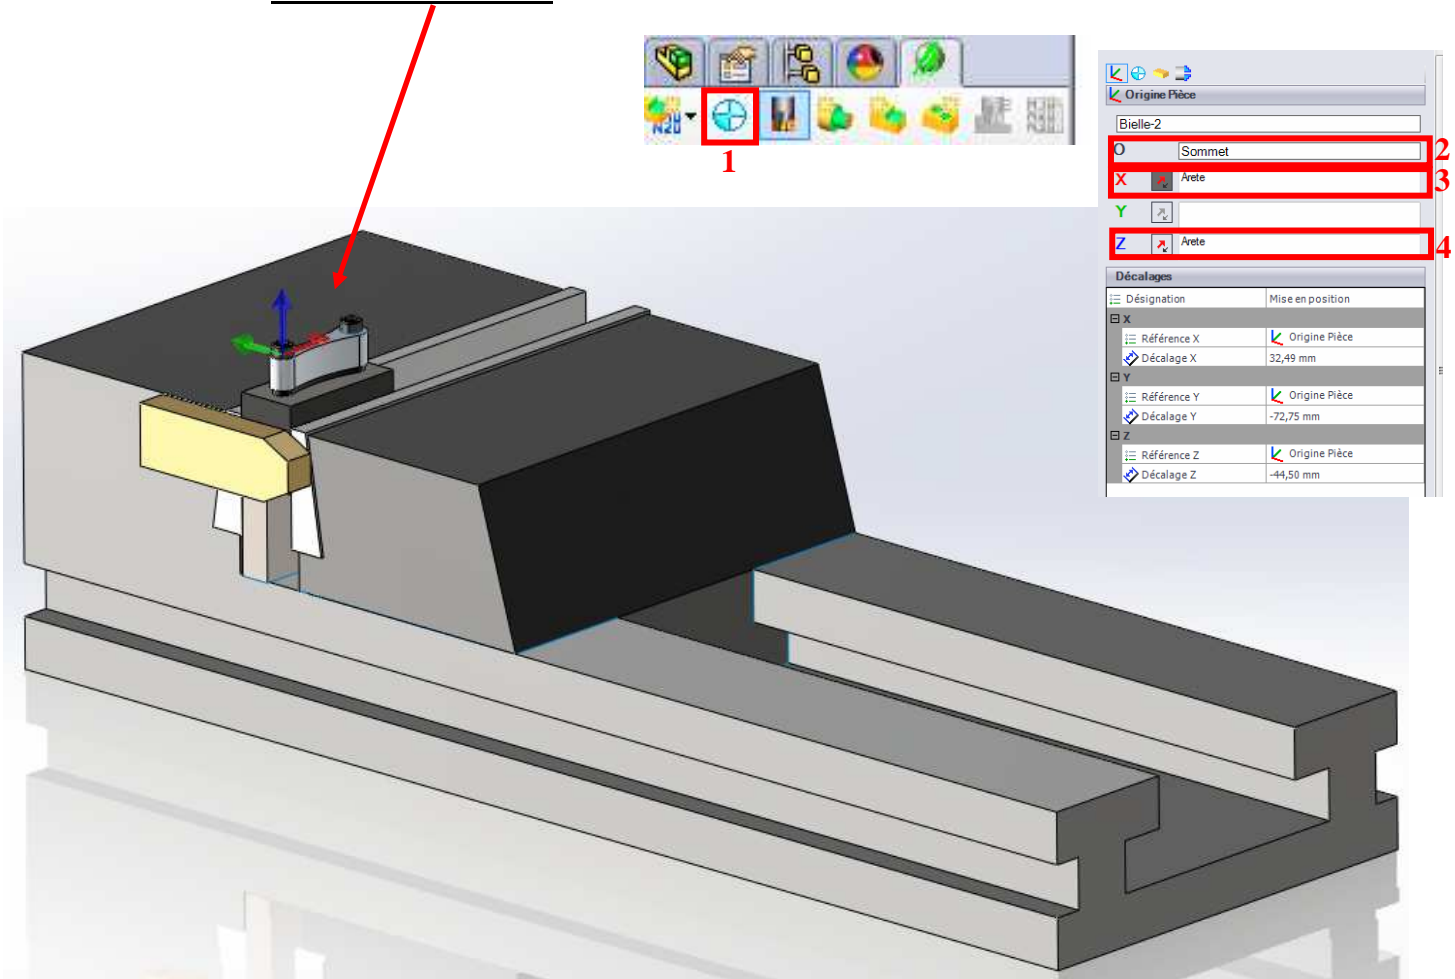 1
Origine Pièce
Bielle-2
O Sommet 2
X Arete 3
Y
Z Arete 4
Décalages
Désignation Mise en position
X
Référence X Origine Pièce
Décalage X 32,49 mm
Y
Référence Y Origine Pièce
Décalage Y -72,75 mm
Z
Référence Z Origine Pièce
Décalage Z -44,50 mm